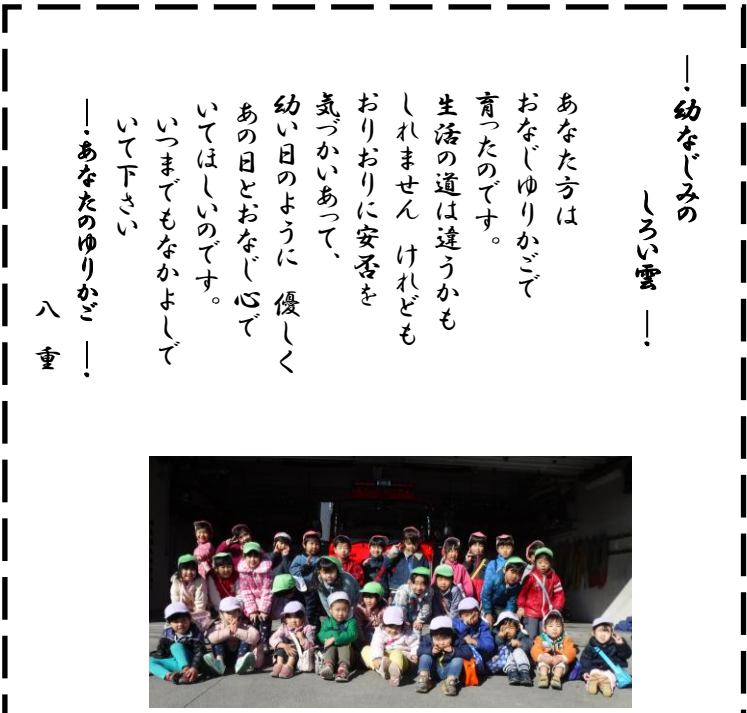 ―・幼なじみの
しろい雲 ―・
あなた方は
おなじゆりかごで
育ったのです。
生活の道は違うかも
しれません けれども
おりおりに安否を
気づかいあって、
幼い日のように 優しく
あの日とおなじ心で
いてほしいのです。
いつまでもなかよしで
いて下さい
―・あなたのゆりかご ―・
八 重